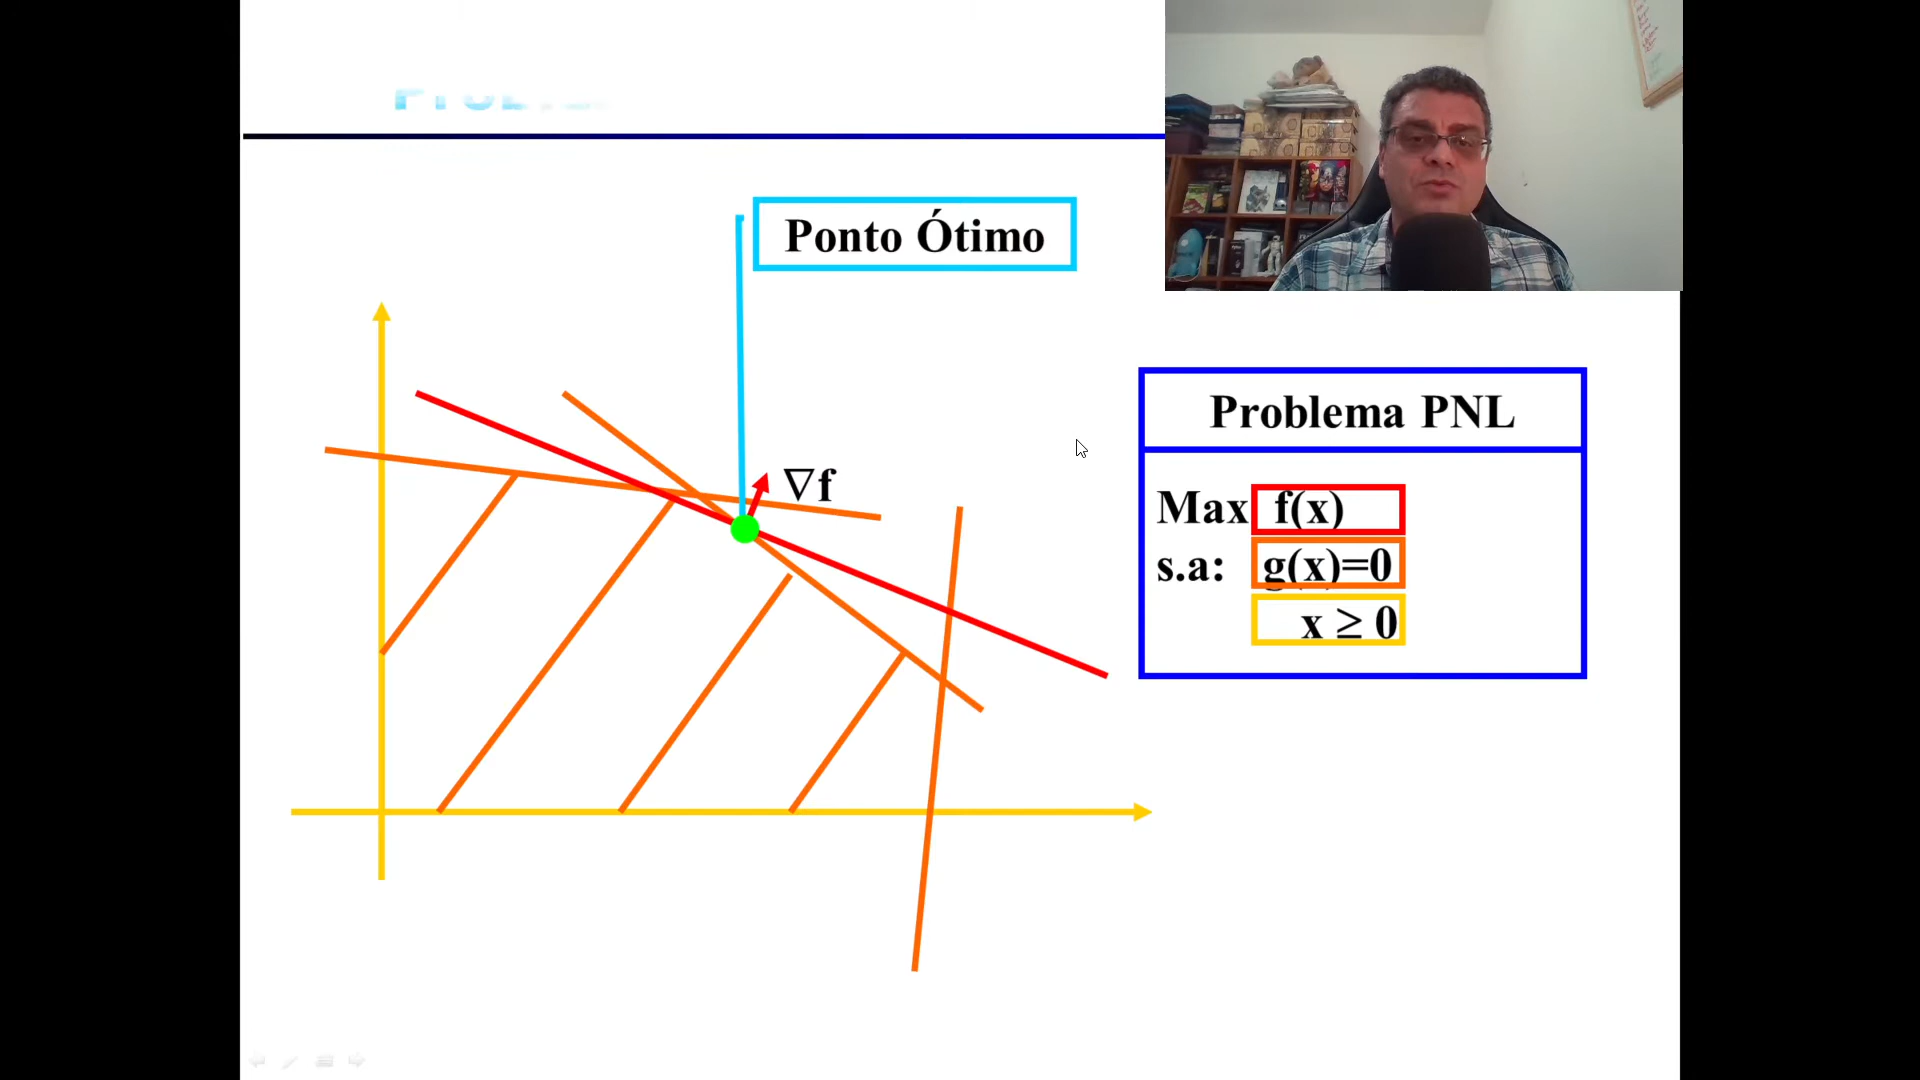 Ponto Ótimo
∇f
Problema PNL
Max f(x)
s.a: g(x)=0
x ≥ 0